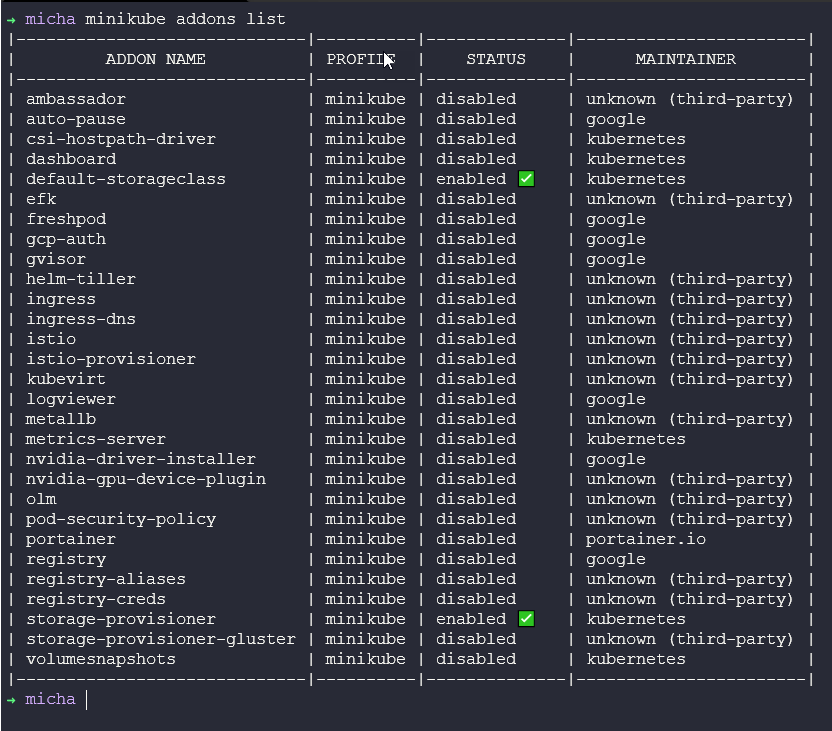 → micha minikube addons list
|-----------------------------|----------|--------------|-----------------------|
| ADDON NAME | PROFILE | STATUS | MAINTAINER |
|-----------------------------|----------|--------------|-----------------------|
| ambassador | minikube | disabled | unknown (third-party) |
| auto-pause | minikube | disabled | google |
| csi-hostpath-driver | minikube | disabled | kubernetes |
| dashboard | minikube | disabled | kubernetes |
| default-storageclass | minikube | enabled ✅ | kubernetes |
| efk | minikube | disabled | unknown (third-party) |
| freshpod | minikube | disabled | google |
| gcp-auth | minikube | disabled | google |
| gvisor | minikube | disabled | google |
| helm-tiller | minikube | disabled | unknown (third-party) |
| ingress | minikube | disabled | unknown (third-party) |
| ingress-dns | minikube | disabled | unknown (third-party) |
| istio | minikube | disabled | unknown (third-party) |
| istio-provisioner | minikube | disabled | unknown (third-party) |
| kubevirt | minikube | disabled | unknown (third-party) |
| logviewer | minikube | disabled | google |
| metallb | minikube | disabled | unknown (third-party) |
| metrics-server | minikube | disabled | kubernetes |
| nvidia-driver-installer | minikube | disabled | google |
| nvidia-gpu-device-plugin | minikube | disabled | unknown (third-party) |
| olm | minikube | disabled | unknown (third-party) |
| pod-security-policy | minikube | disabled | unknown (third-party) |
| portainer | minikube | disabled | portainer.io |
| registry | minikube | disabled | google |
| registry-aliases | minikube | disabled | unknown (third-party) |
| registry-creds | minikube | disabled | unknown (third-party) |
| storage-provisioner | minikube | enabled ✅ | kubernetes |
| storage-provisioner-gluster | minikube | disabled | unknown (third-party) |
| volumesnapshots | minikube | disabled | kubernetes |
|-----------------------------|----------|--------------|-----------------------|
→ micha